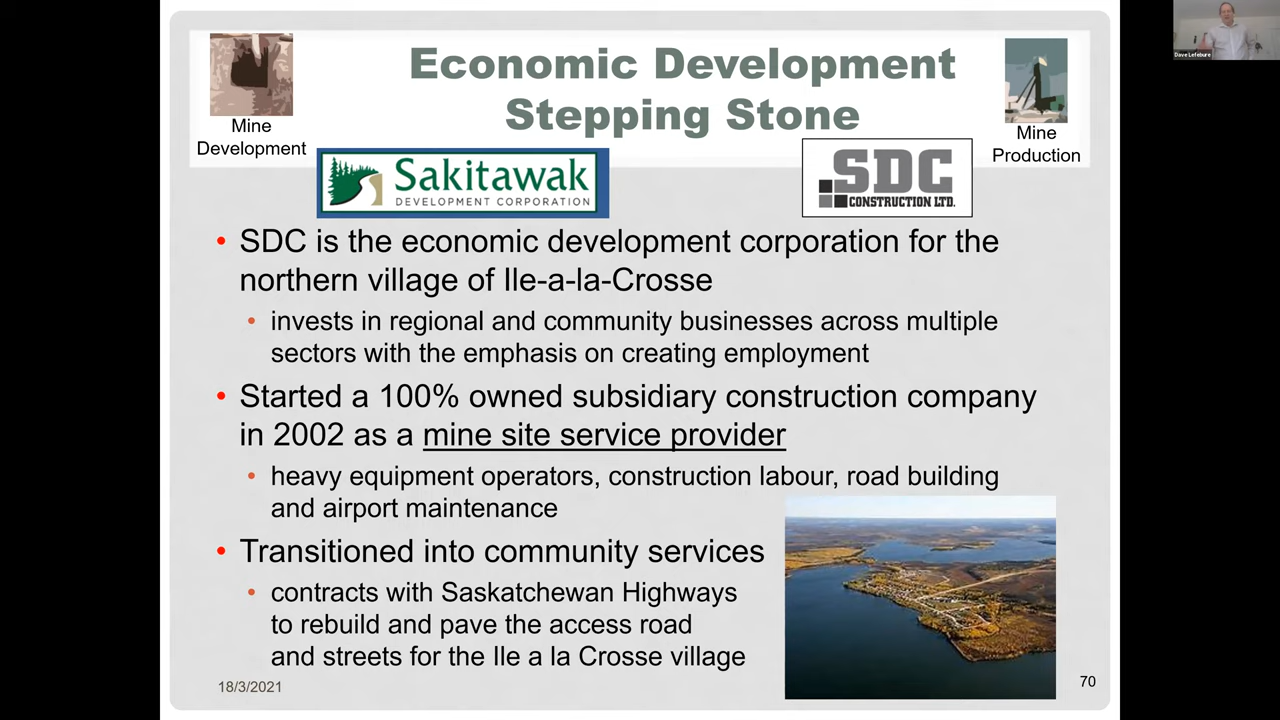 Economic Development
Stepping Stone
Mine
Development
Mine
Production
Sakitawak
DEVELOPMENT CORPORATION
SDC
CONSTRUCTION LTD.
• SDC is the economic development corporation for the
northern village of Ile-a-la-Crosse
• invests in regional and community businesses across multiple
sectors with the emphasis on creating employment
• Started a 100% owned subsidiary construction company
in 2002 as a mine site service provider
• heavy equipment operators, construction labour, road building
and airport maintenance
• Transitioned into community services
• contracts with Saskatchewan Highways
to rebuild and pave the access road
and streets for the Ile a la Crosse village
18/3/2021
70
Dave Lefebure